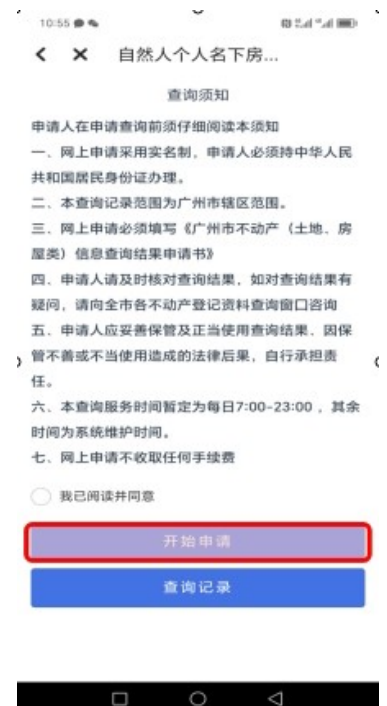 10:55
自然人个人名下房...
查询须知
申请人在申请查询前须仔细阅读本须知
一、网上申请采用实名制，申请人必须持中华人民
共和国居民身份证办理。
二、本查询记录范围为广州市辖区范围。
三、网上申请必须填写《广州市不动产（土地、房
屋类）信息查询结果申请书》
四、申请人请及时核对查询结果，如对查询结果有
疑问，请向全市各不动产登记资料查询窗口咨询
五、申请人应妥善保管及正当使用查询结果、因保
管不善或不当使用造成的法律后果，自行承担责
任。
六、本查询服务时间暂定为每日7:00-23:00 ，其余
时间为系统维护时间。
七、网上申请不收取任何手续费
我已阅读并同意
开始申请
查询记录